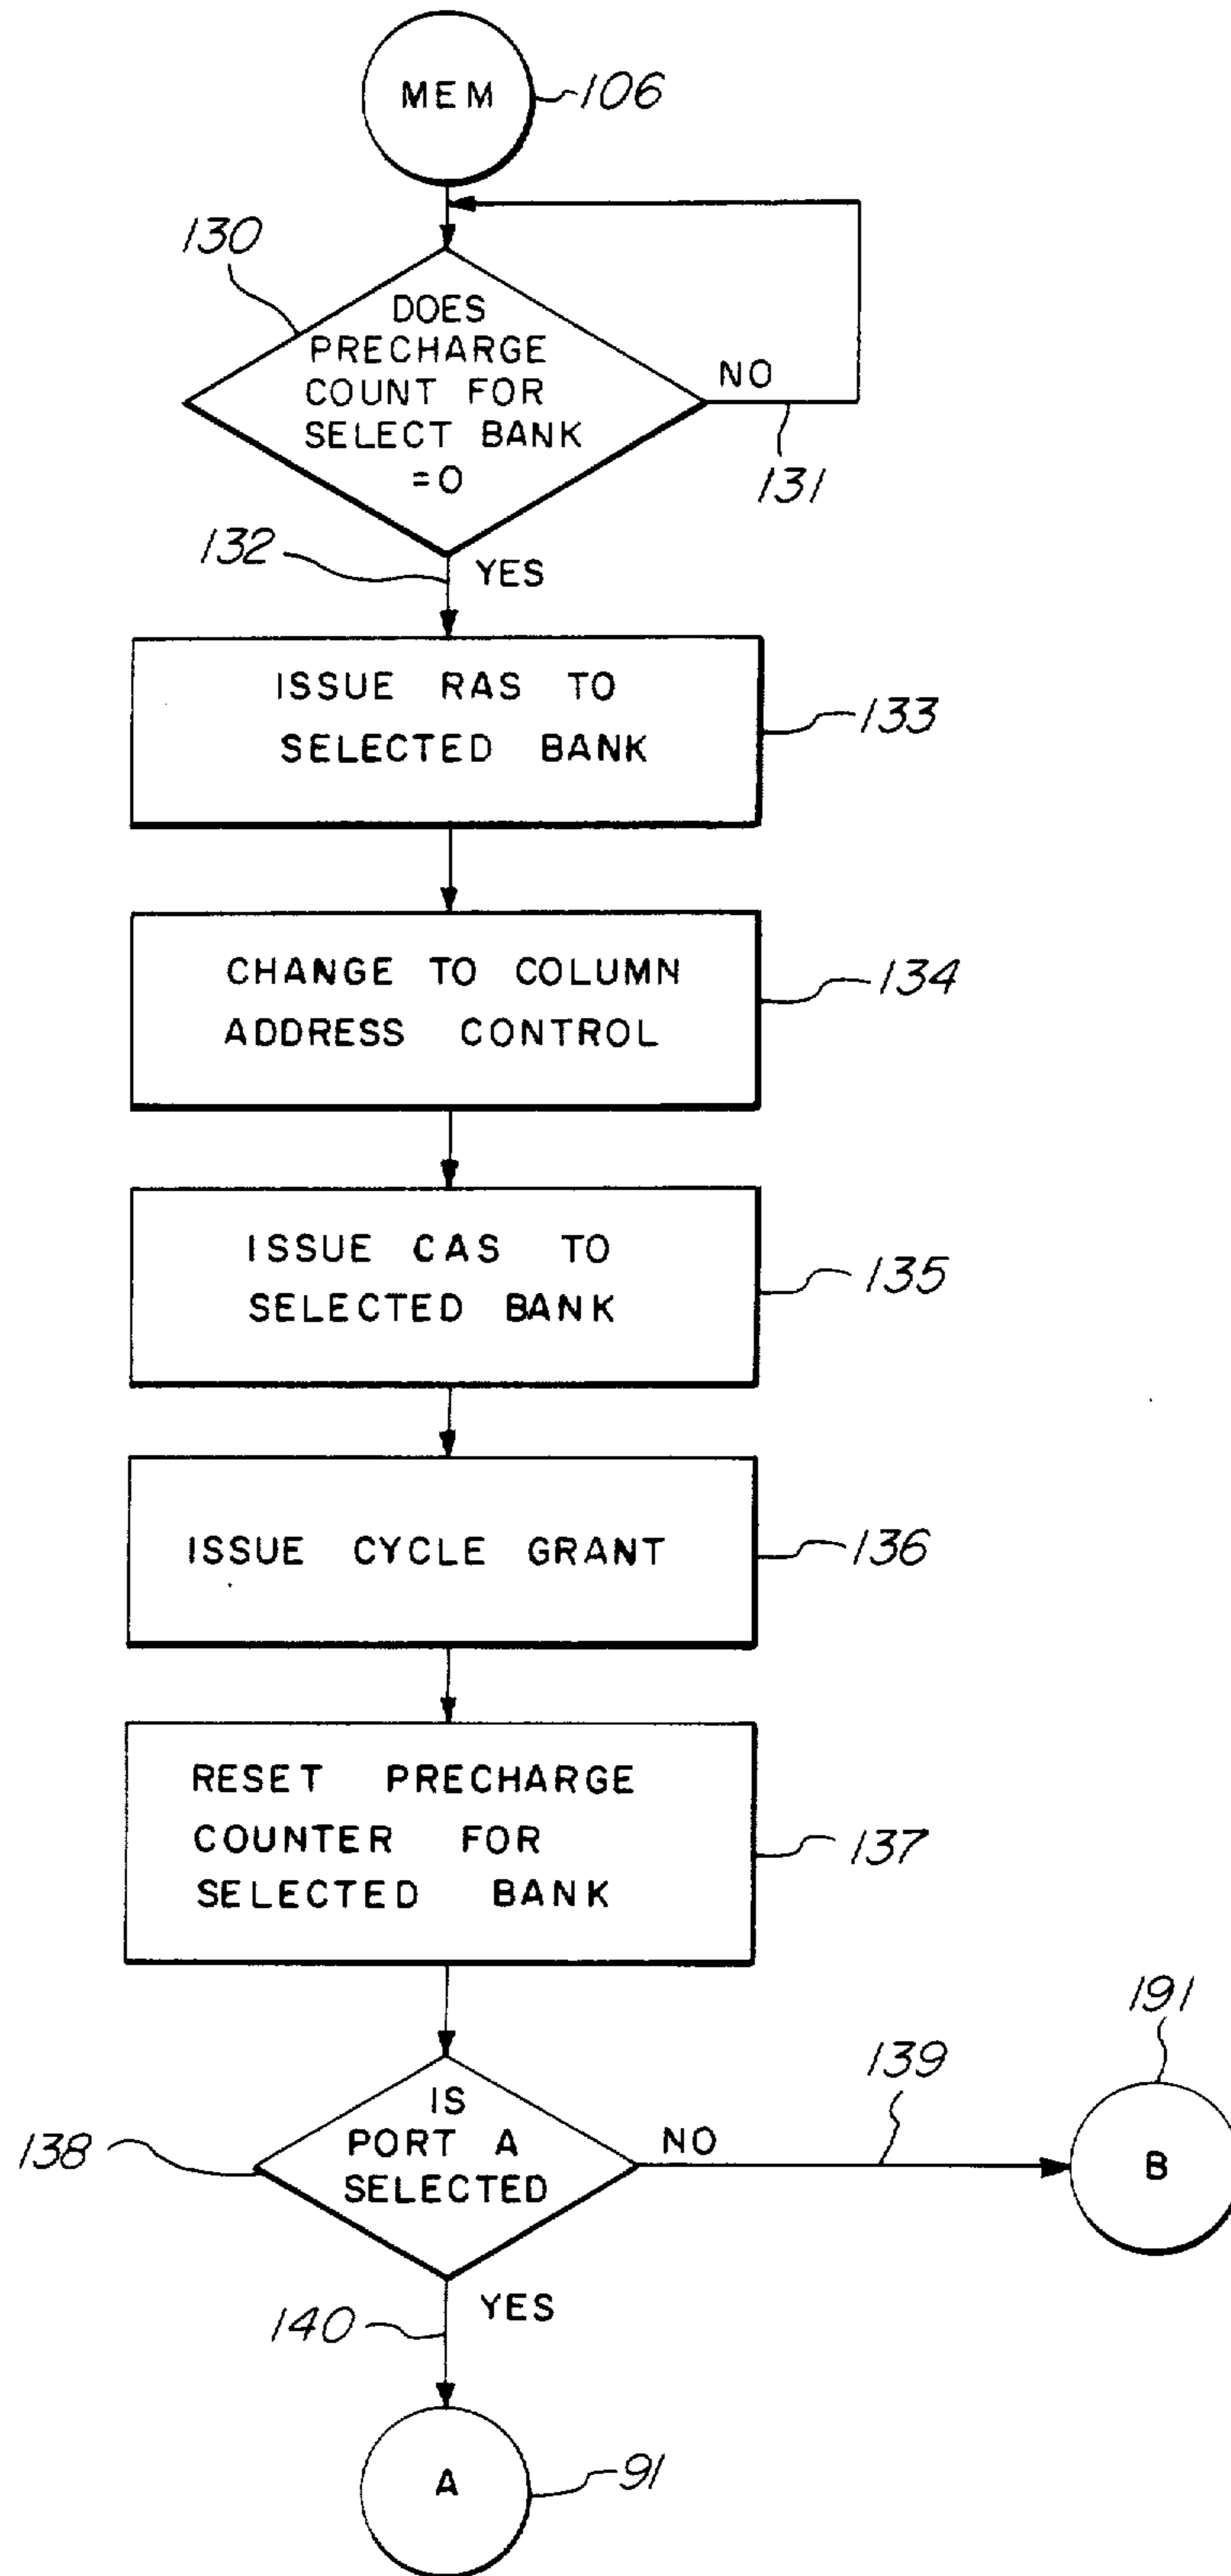 MEM
106
130
DOES
PRECHARGE
COUNT FOR
SELECT BANK
=0
NO
131
132
YES
ISSUE RAS TO
SELECTED BANK
133
CHANGE TO COLUMN
ADDRESS CONTROL
134
ISSUE CAS TO
SELECTED BANK
135
ISSUE CYCLE GRANT
136
RESET PRECHARGE
COUNTER FOR
SELECTED BANK
137
IS
PORT A
SELECTED
138
NO
139
191
B
YES
140
A
91